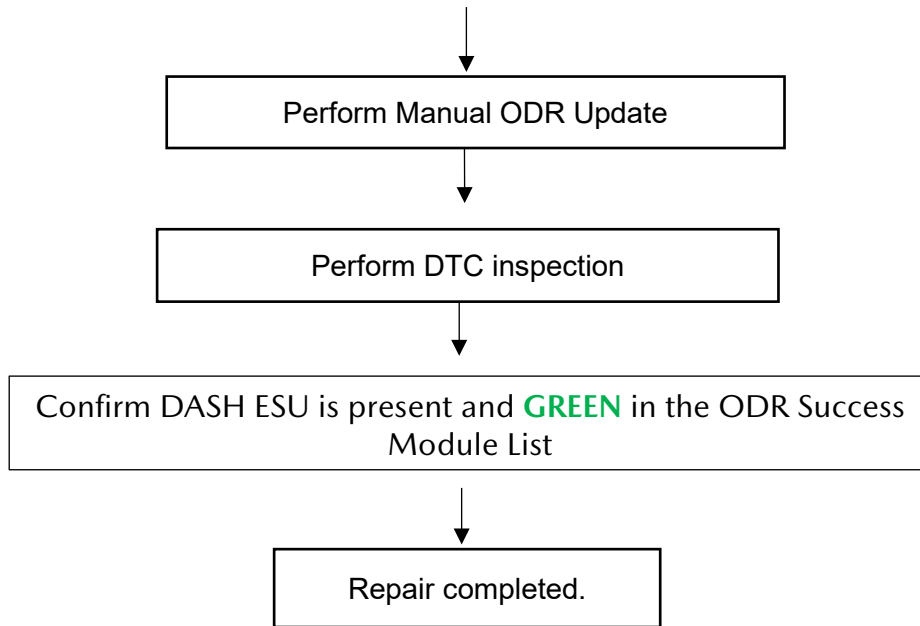 Perform Manual ODR Update
Perform DTC inspection
Confirm DASH ESU is present and GREEN in the ODR Success
Module List
Repair completed.